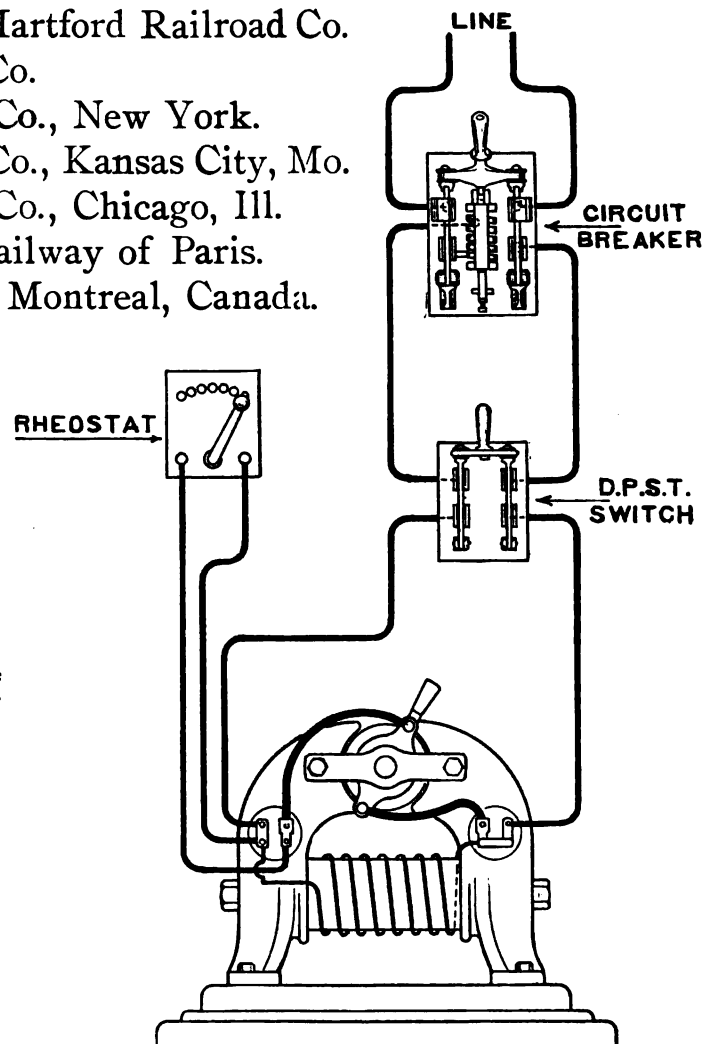 Hartford Railroad Co.
Co.
Co., New York.
Co., Kansas City, Mo.
Co., Chicago, Ill.
ailway of Paris.
Montreal, Canada.
LINE
CIRCUIT
BREAKER
RHEOSTAT
D.P.S.T.
SWITCH